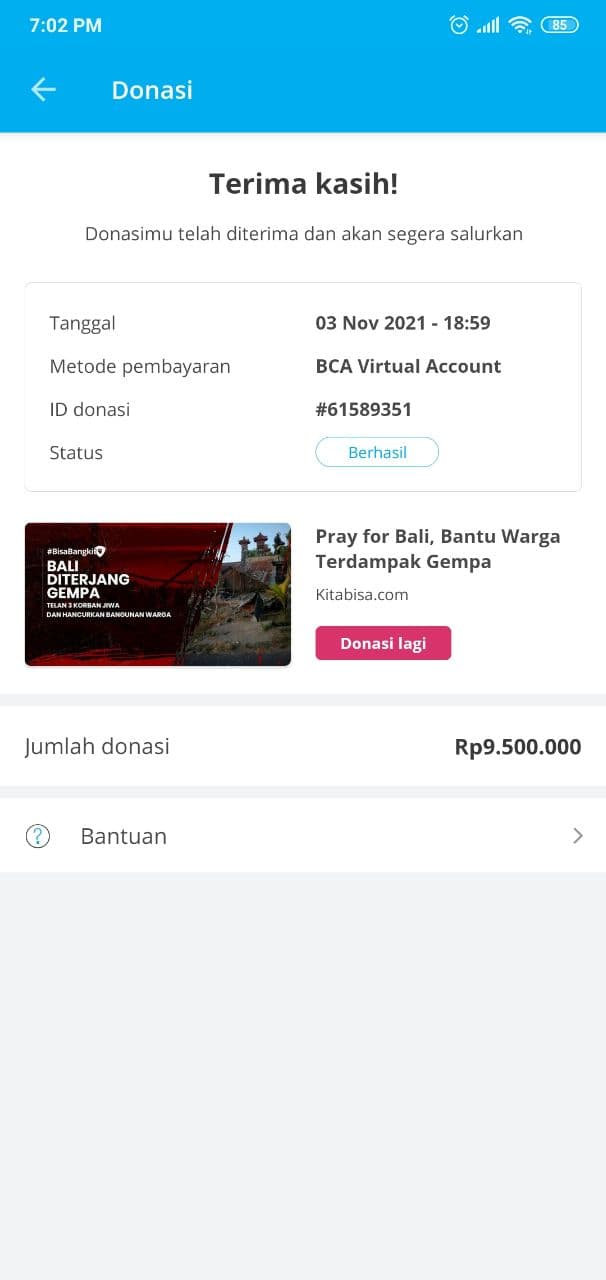 7:02 PM
85
Donasi
Terima kasih!
Donasimu telah diterima dan akan segera salurkan
Tanggal 03 Nov 2021 - 18:59
Metode pembayaran BCA Virtual Account
ID donasi #61589351
Status Berhasil
#BisaBangkit
BALI
DITERJANG
GEMPA
TELAN 3 KORBAN JIWA
DAN HANCURKAN BANGUNAN WARGA
Pray for Bali, Bantu Warga
Terdampak Gempa
Kitabisa.com
Donasi lagi
Jumlah donasi Rp9.500.000
? Bantuan